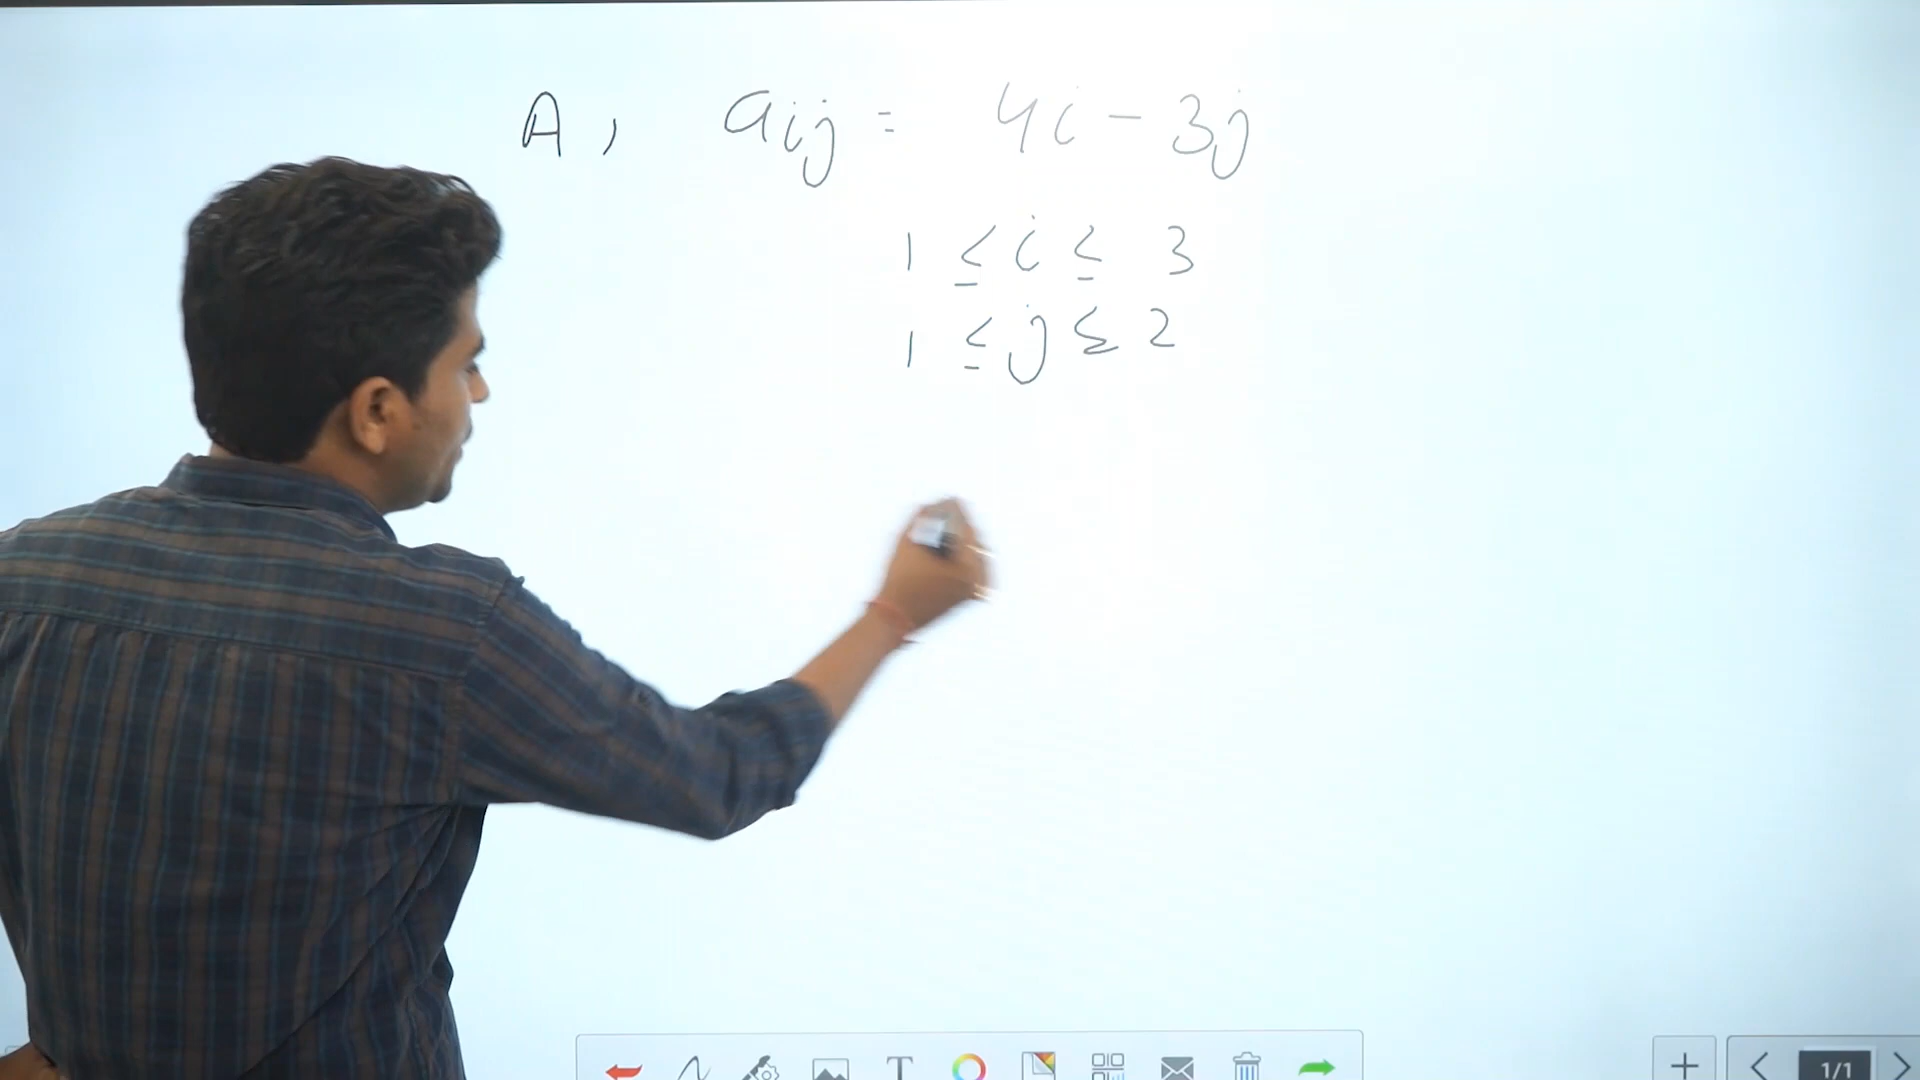 A, aij = 4i - 3j
1 ≤ i ≤ 3
1 ≤ j ≤ 2
T
1/1